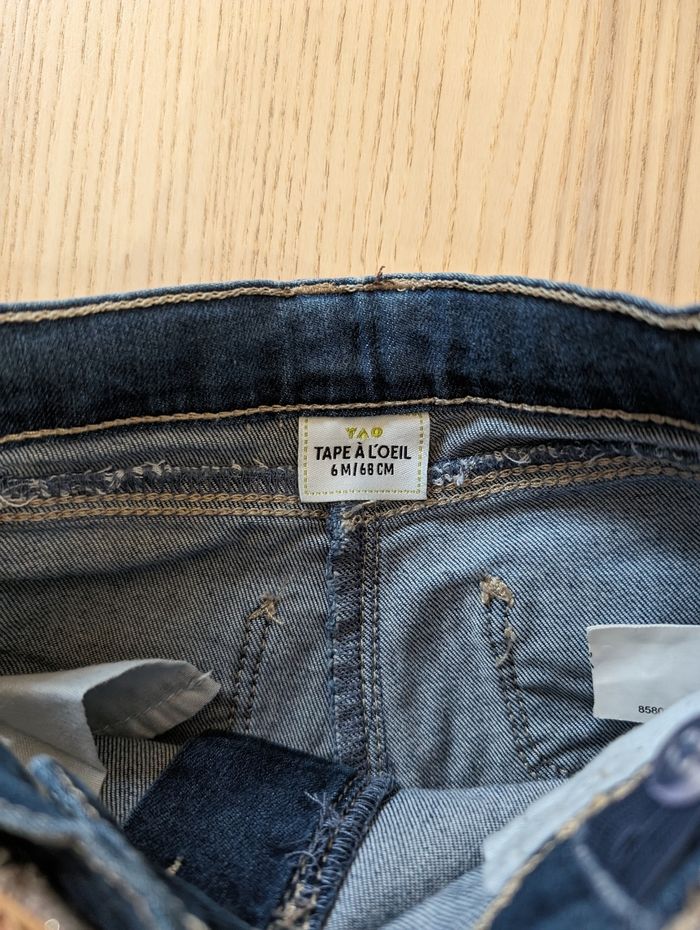 TAO
TAPE À L'OEIL
6 M/68 CM
8580